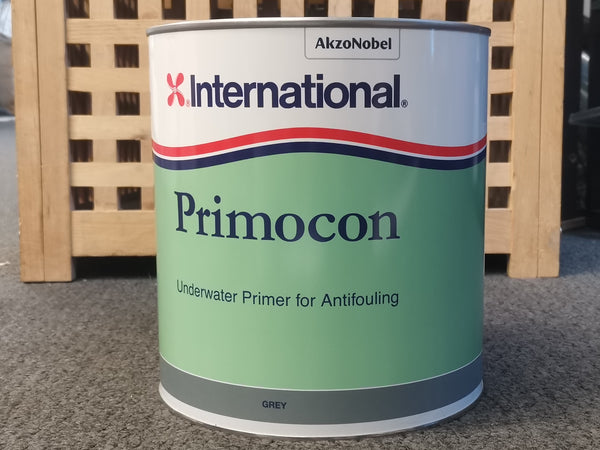 AkzoNobel
International®
Primocon
Underwater Primer for Antifouling
GREY